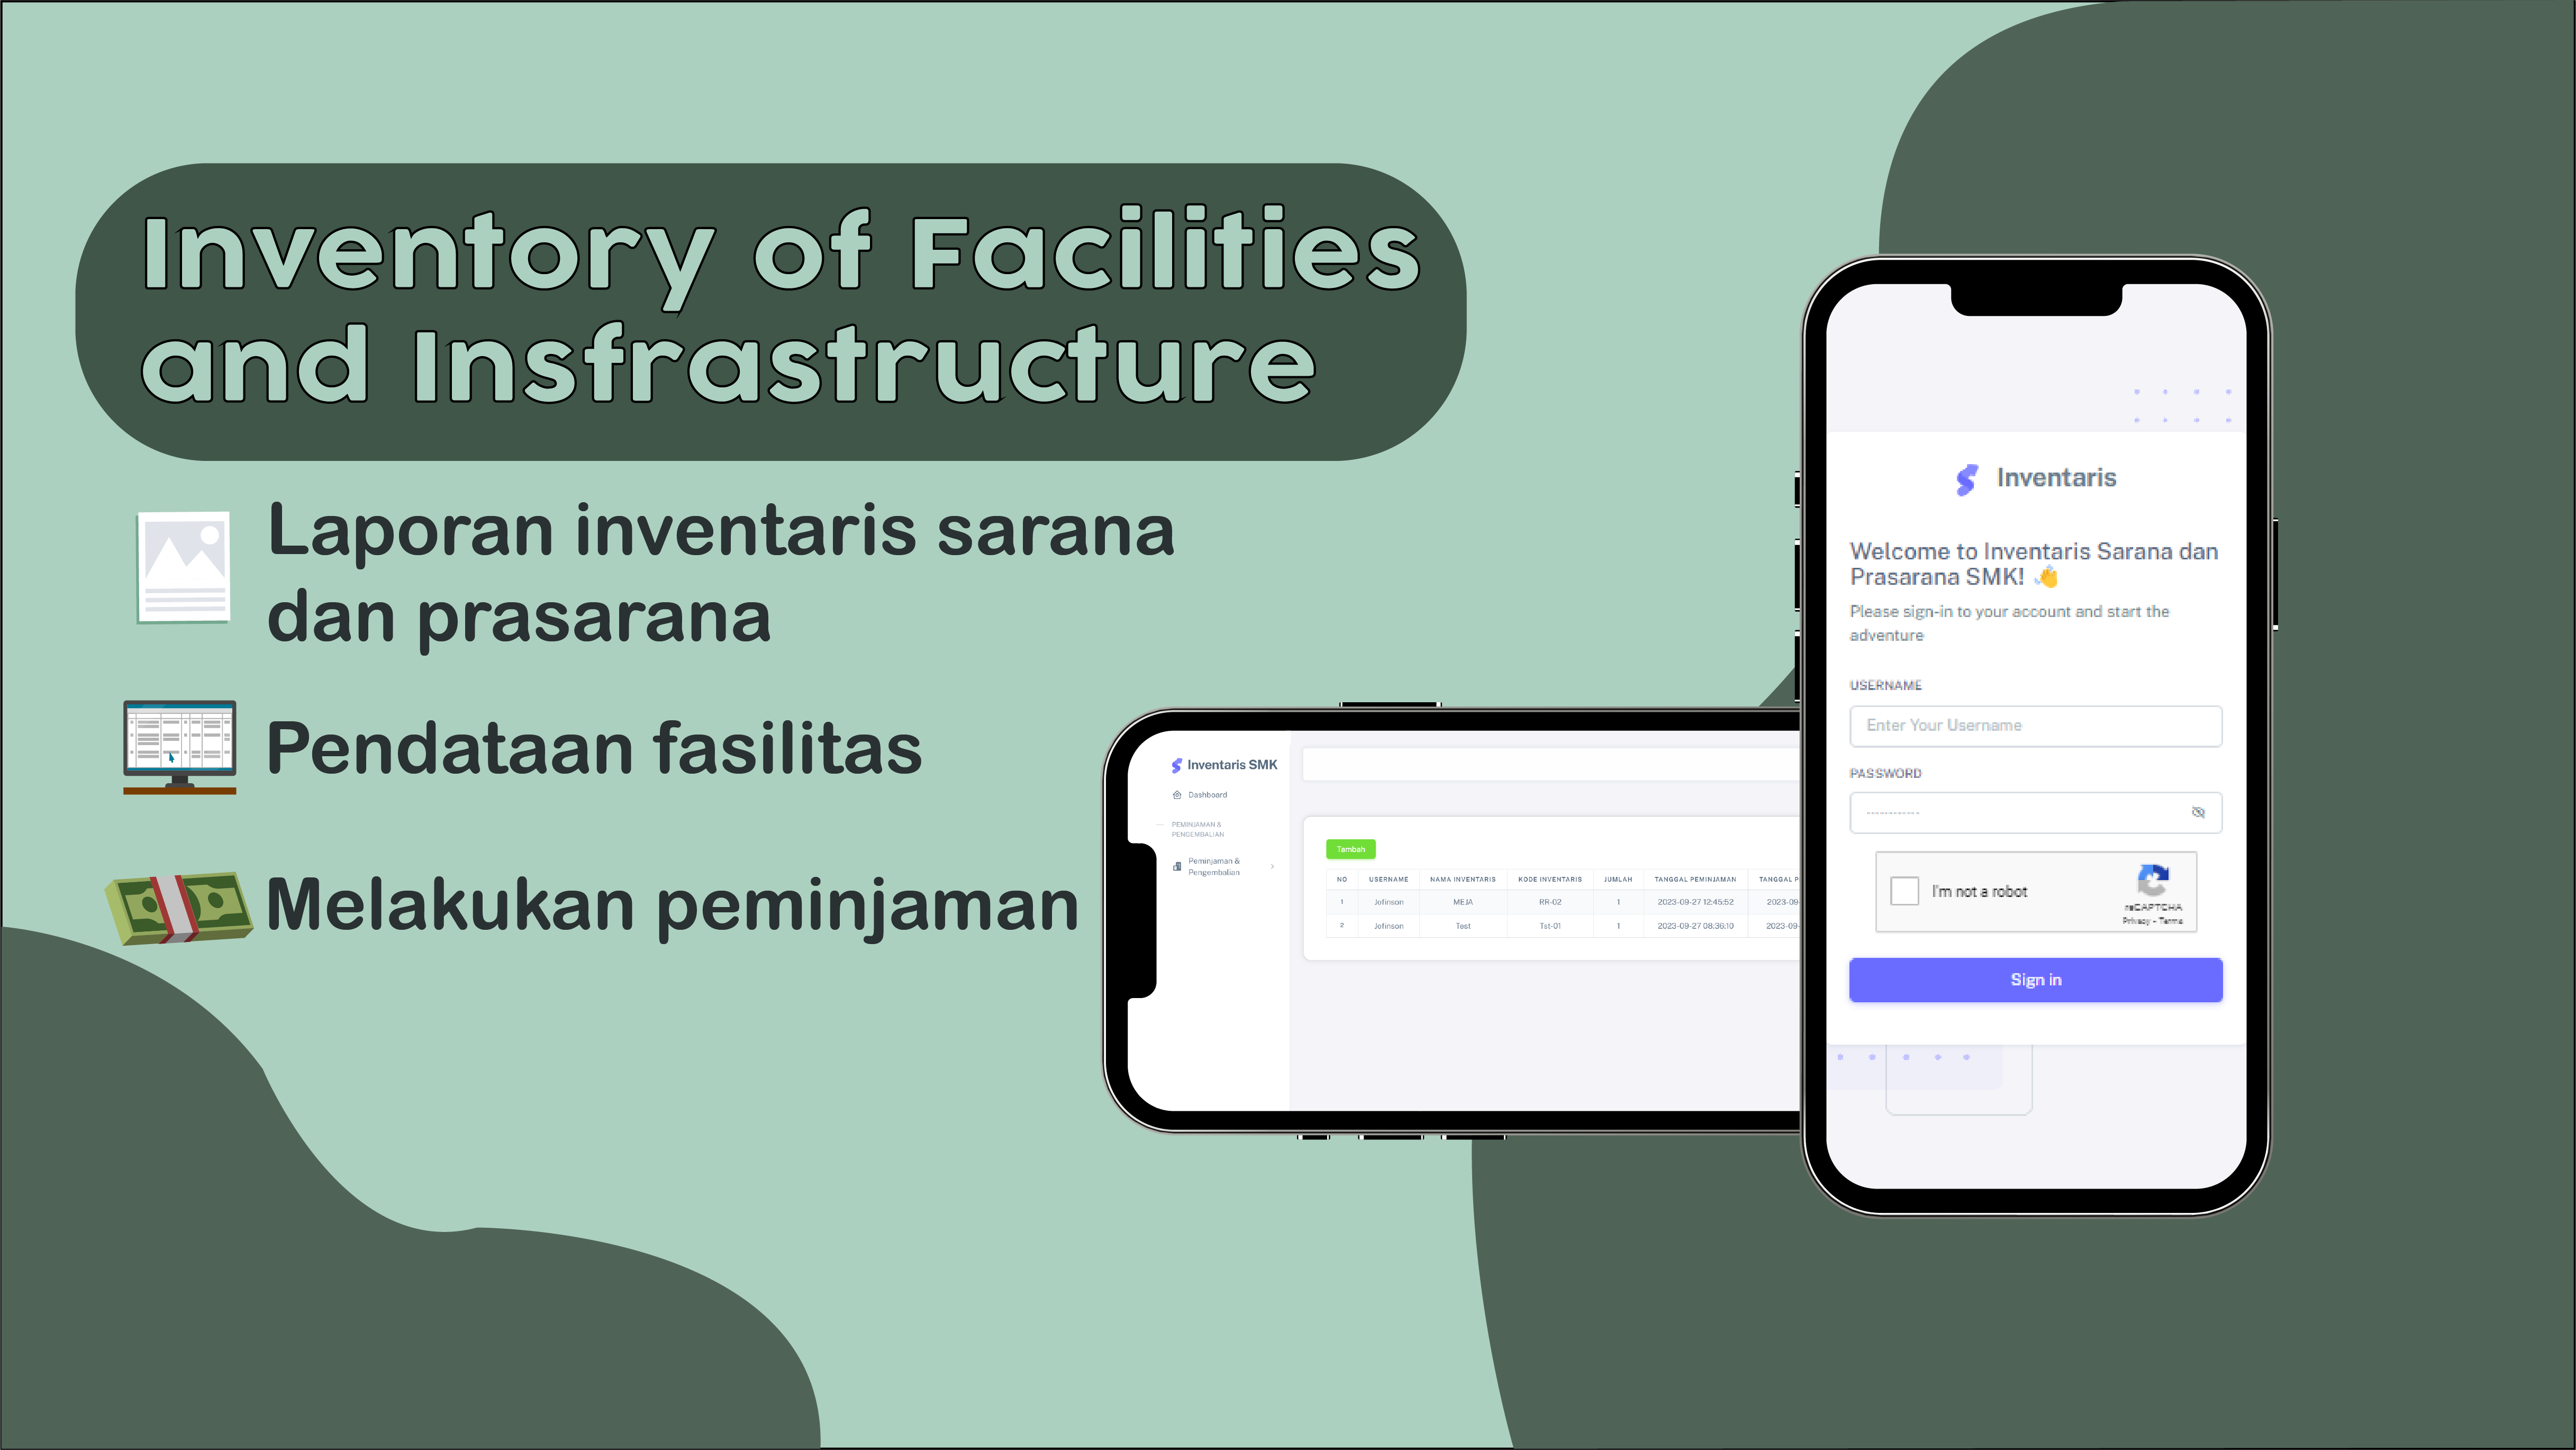 Inventory of Facilities
and Insfrastructure
Laporan inventaris sarana
dan prasarana
Pendataan fasilitas
Melakukan peminjaman
Inventaris SMK
Dashboard
PEMINJAMAN &
PENGEMBALIAN
Peminjaman &
Pengembalian
Tambah
NO USERNAME NAMA INVENTARIS KODE INVENTARIS JUMLAH TANGGAL PEMINJAMAN TANGGAL P
1 Jofinson MEJA RR-02 1 2023-09-27 12:45:52 2023-09-
2 Jofinson Test Tst-01 1 2023-09-27 08:36:10 2023-09-
Inventaris
Welcome to Inventaris Sarana dan
Prasarana SMK! 👋
Please sign-in to your account and start the
adventure
USERNAME
Enter Your Username
PASSWORD
············
I'm not a robot
reCAPTCHA
Privacy - Terms
Sign in